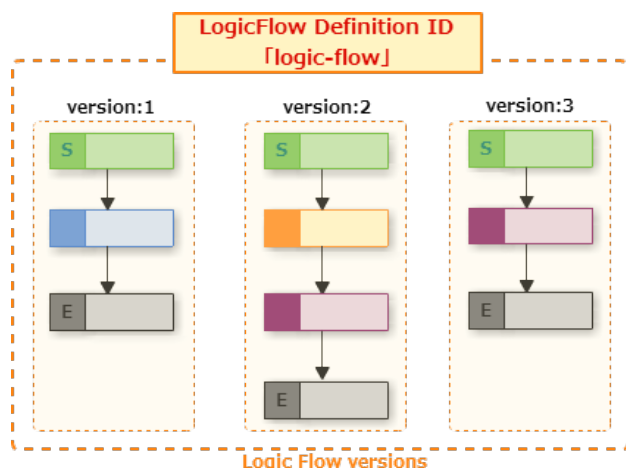 LogicFlow Definition ID
「logic-flow」
version:1
version:2
version:3
S
S
S
E
E
E
Logic Flow versions